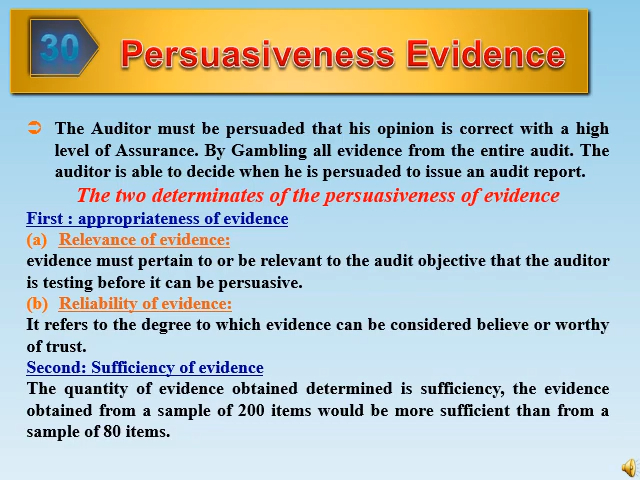 30
Persuasiveness Evidence
The Auditor must be persuaded that his opinion is correct with a high
level of Assurance. By Gambling all evidence from the entire audit. The
auditor is able to decide when he is persuaded to issue an audit report.
The two determinates of the persuasiveness of evidence
First : appropriateness of evidence
(a) Relevance of evidence:
evidence must pertain to or be relevant to the audit objective that the auditor
is testing before it can be persuasive.
(b) Reliability of evidence:
It refers to the degree to which evidence can be considered believe or worthy
of trust.
Second: Sufficiency of evidence
The quantity of evidence obtained determined is sufficiency, the evidence
obtained from a sample of 200 items would be more sufficient than from a
sample of 80 items.